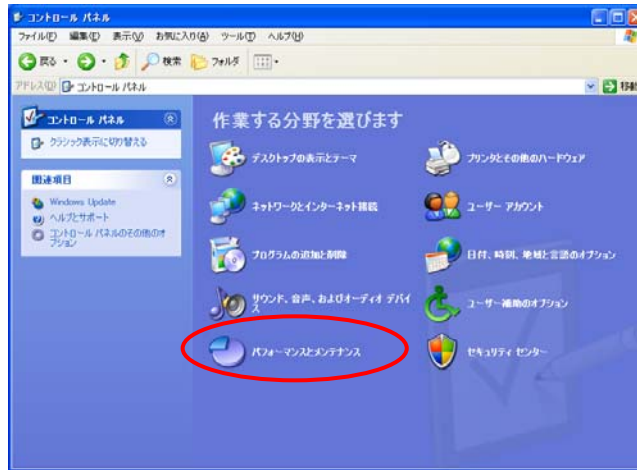 コントロール パネル
ファイル(F) 編集(E) 表示(V) お気に入り(A) ツール(T) ヘルプ(H)
戻る 検索 フォルダ
アドレス(D) コントロール パネル 移動
コントロール パネル
クラシック表示に切り替える
関連項目
Windows Update
ヘルプとサポート
コントロール パネルのその他のオ
プション
作業する分野を選びます
デスクトップの表示とテーマ
プリンタとその他のハードウェア
ネットワークとインターネット接続
ユーザー アカウント
プログラムの追加と削除
日付、時刻、地域と言語のオプション
サウンド、音声、およびオーディオ デバイ
ス
ユーザー補助のオプション
パフォーマンスとメンテナンス
セキュリティ センター